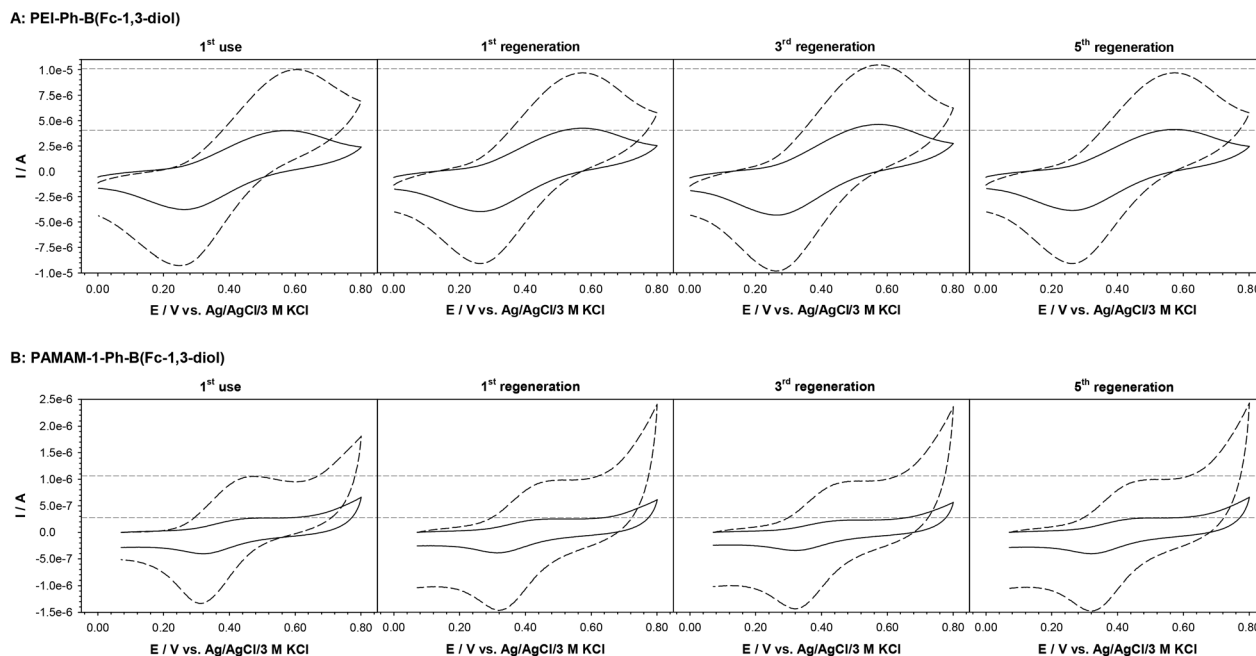 A: PEI-Ph-B(Fc-1,3-diol)
1st use 1st regeneration 3rd regeneration 5th regeneration
1.0e-5
7.5e-6
5.0e-6
2.5e-6
0.0
-2.5e-6
-5.0e-6
-7.5e-6
-1.0e-5
I / A
0.00 0.20 0.40 0.60 0.80 0.00 0.20 0.40 0.60 0.80 0.00 0.20 0.40 0.60 0.80 0.00 0.20 0.40 0.60 0.80
E / V vs. Ag/AgCl/3 M KCl E / V vs. Ag/AgCl/3 M KCl E / V vs. Ag/AgCl/3 M KCl E / V vs. Ag/AgCl/3 M KCl
B: PAMAM-1-Ph-B(Fc-1,3-diol)
1st use 1st regeneration 3rd regeneration 5th regeneration
2.5e-6
2.0e-6
1.5e-6
1.0e-6
5.0e-7
0.0
-5.0e-7
-1.0e-6
-1.5e-6
I / A
0.00 0.20 0.40 0.60 0.80 0.00 0.20 0.40 0.60 0.80 0.00 0.20 0.40 0.60 0.80 0.00 0.20 0.40 0.60 0.80
E / V vs. Ag/AgCl/3 M KCl E / V vs. Ag/AgCl/3 M KCl E / V vs. Ag/AgCl/3 M KCl E / V vs. Ag/AgCl/3 M KCl